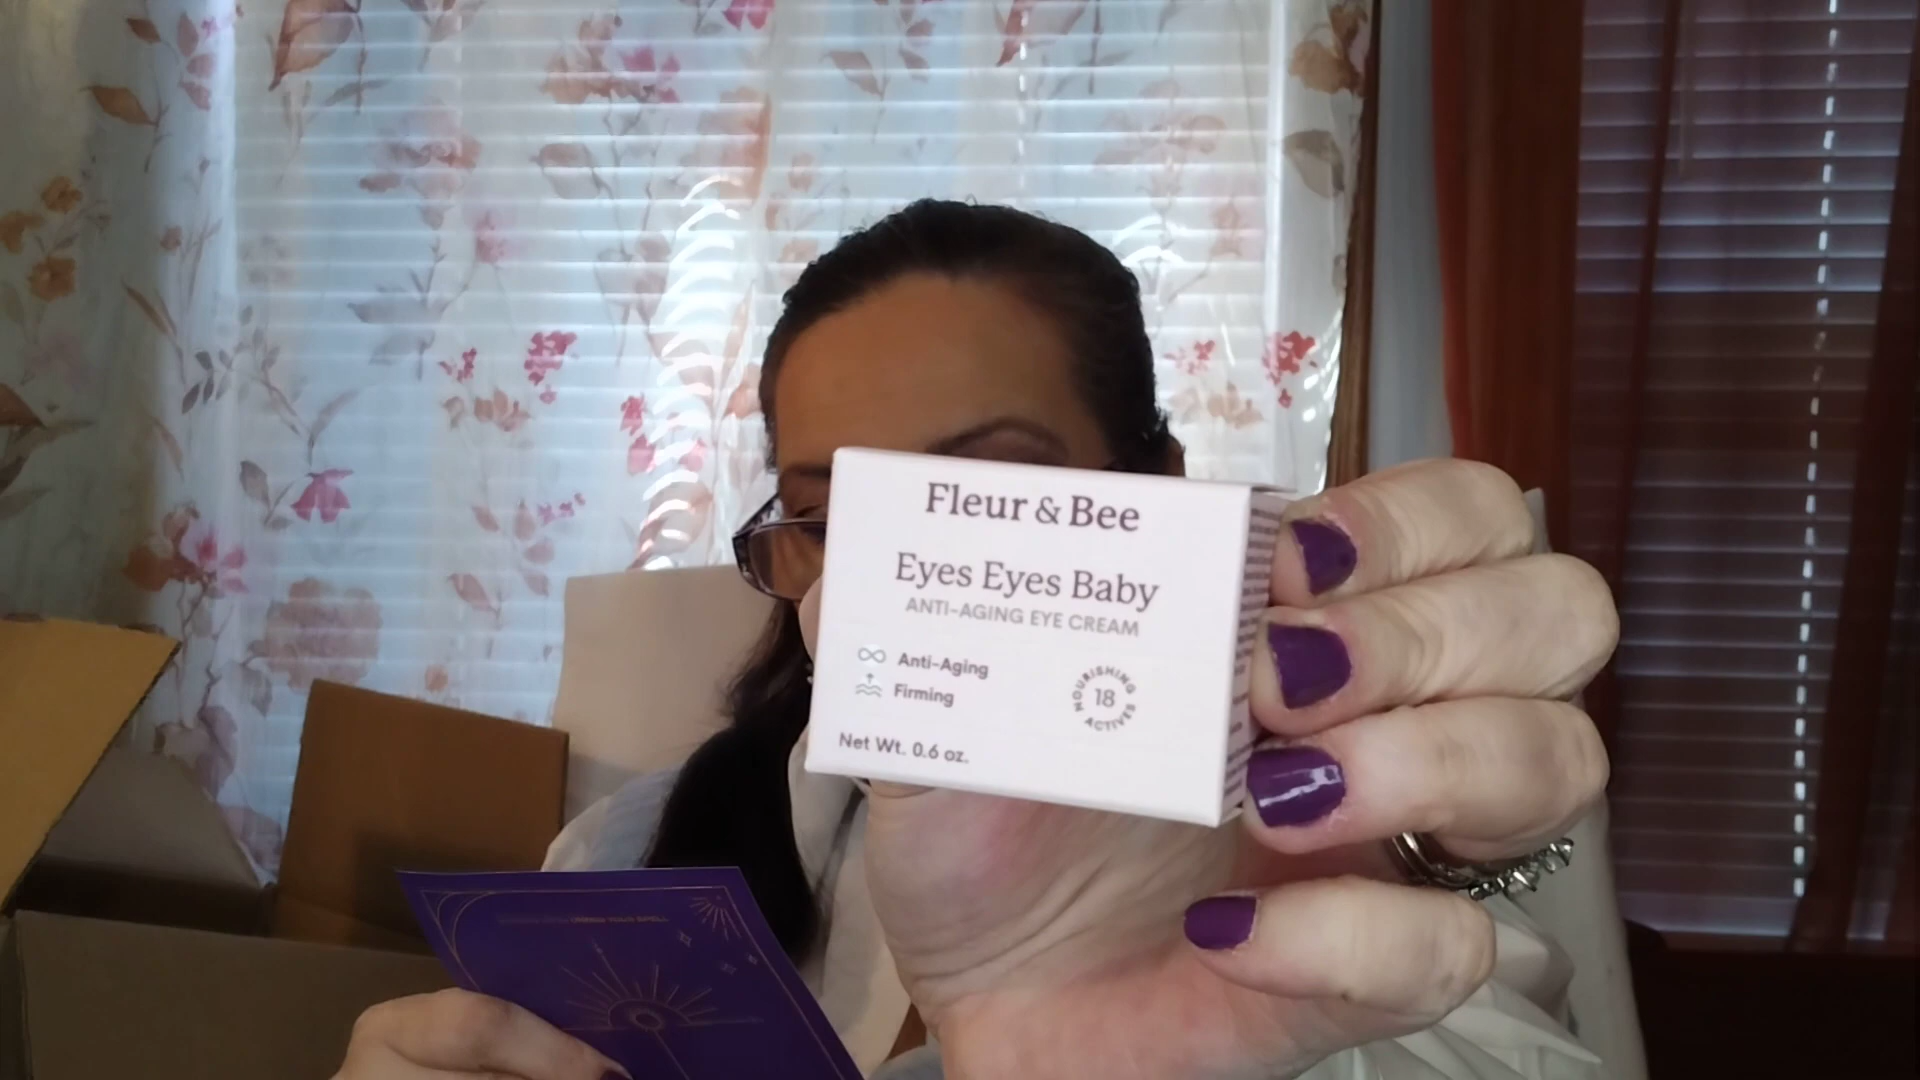 Fleur & Bee
Eyes Eyes Baby
ANTI-AGING EYE CREAM
Anti-Aging
Firming
NOURISHING
18
ACTIVES
Net Wt. 0.6 oz.